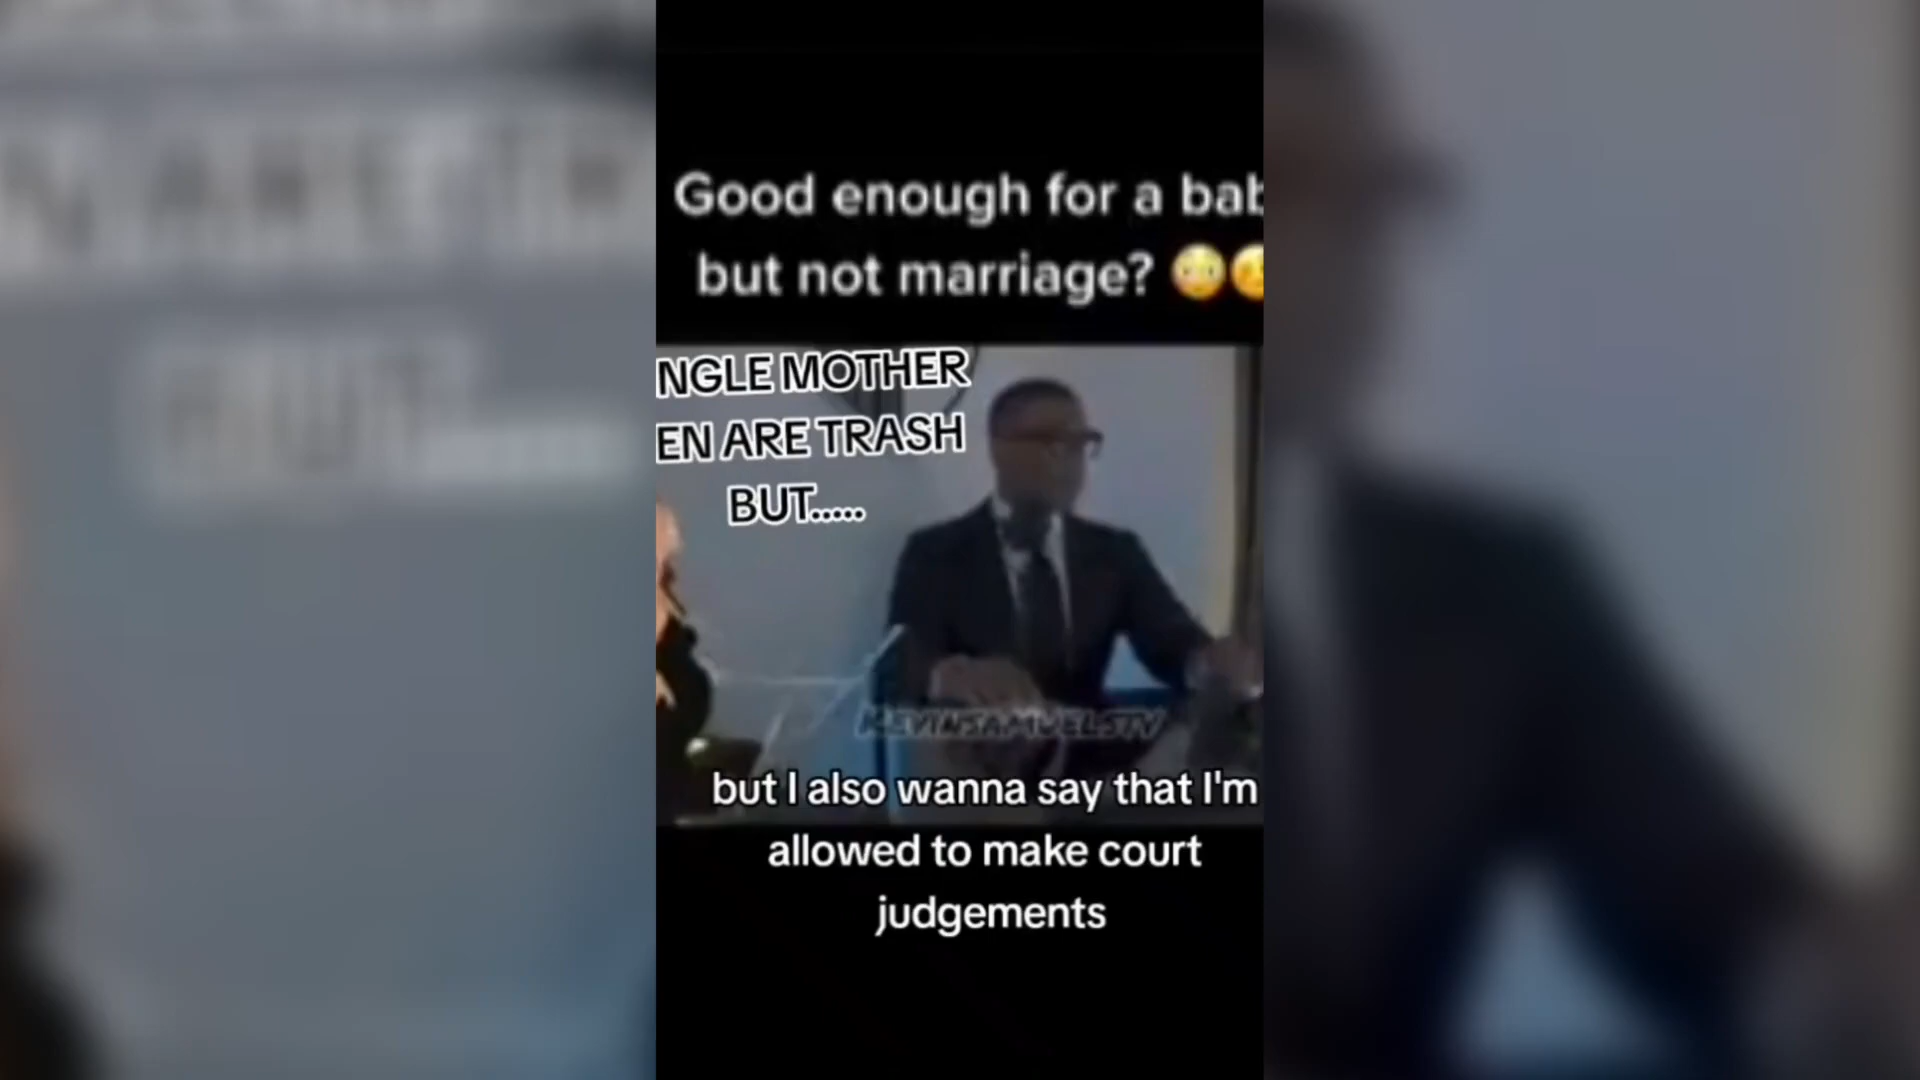 Good enough for a bab
but not marriage? 😳🤨
NGLE MOTHER
EN ARE TRASH
BUT.....
KEVINSAMUELSTV
but I also wanna say that I'm
allowed to make court
judgements